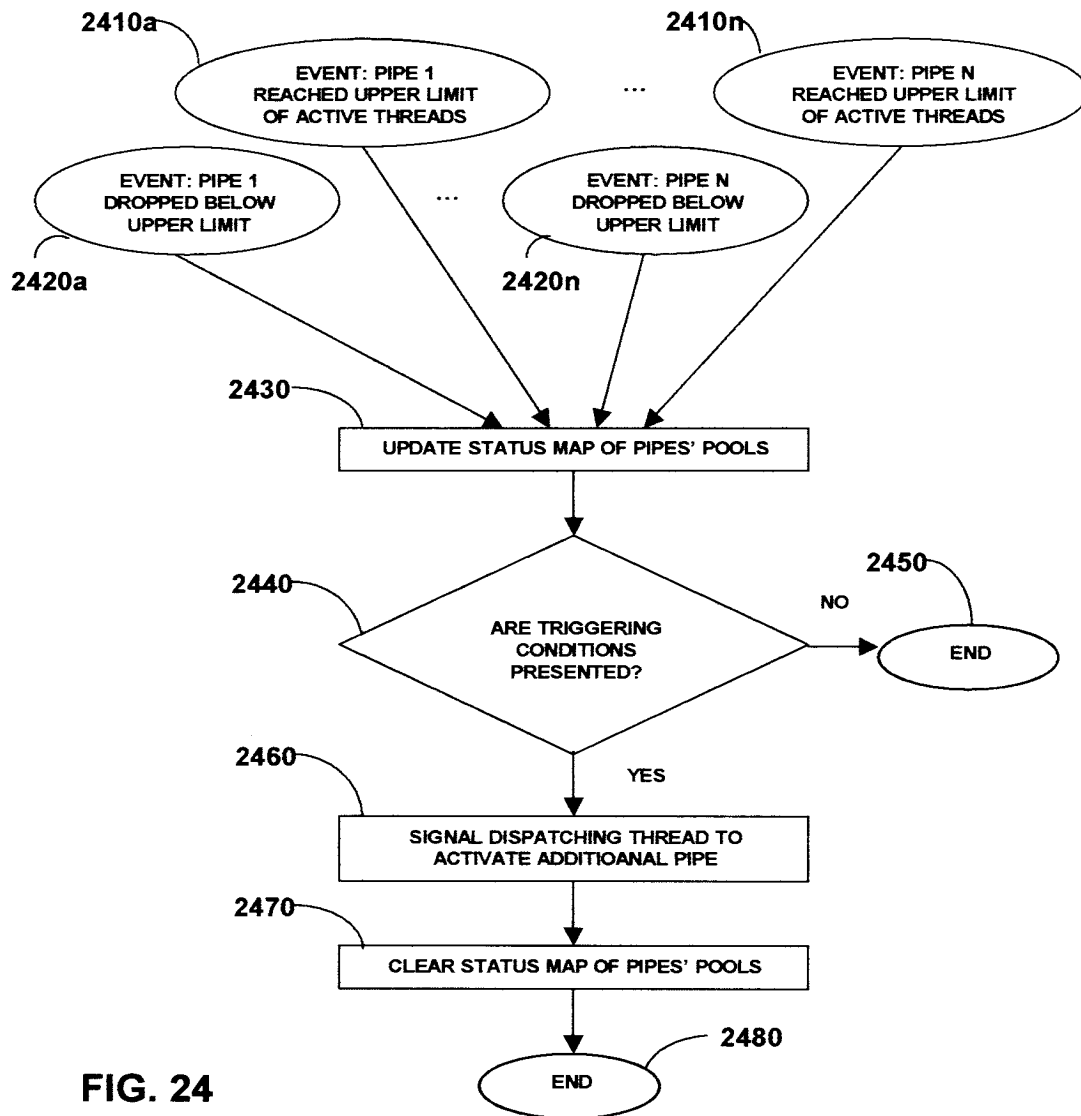 2410a
2410n
EVENT: PIPE 1
REACHED UPPER LIMIT
OF ACTIVE THREADS
...
EVENT: PIPE N
REACHED UPPER LIMIT
OF ACTIVE THREADS
EVENT: PIPE 1
DROPPED BELOW
UPPER LIMIT
...
EVENT: PIPE N
DROPPED BELOW
UPPER LIMIT
2420a
2420n
2430
UPDATE STATUS MAP OF PIPES' POOLS
2440
ARE TRIGGERING
CONDITIONS
PRESENTED?
NO
2450
END
YES
2460
SIGNAL DISPATCHING THREAD TO
ACTIVATE ADDITIOANAL PIPE
2470
CLEAR STATUS MAP OF PIPES' POOLS
2480
END
FIG. 24